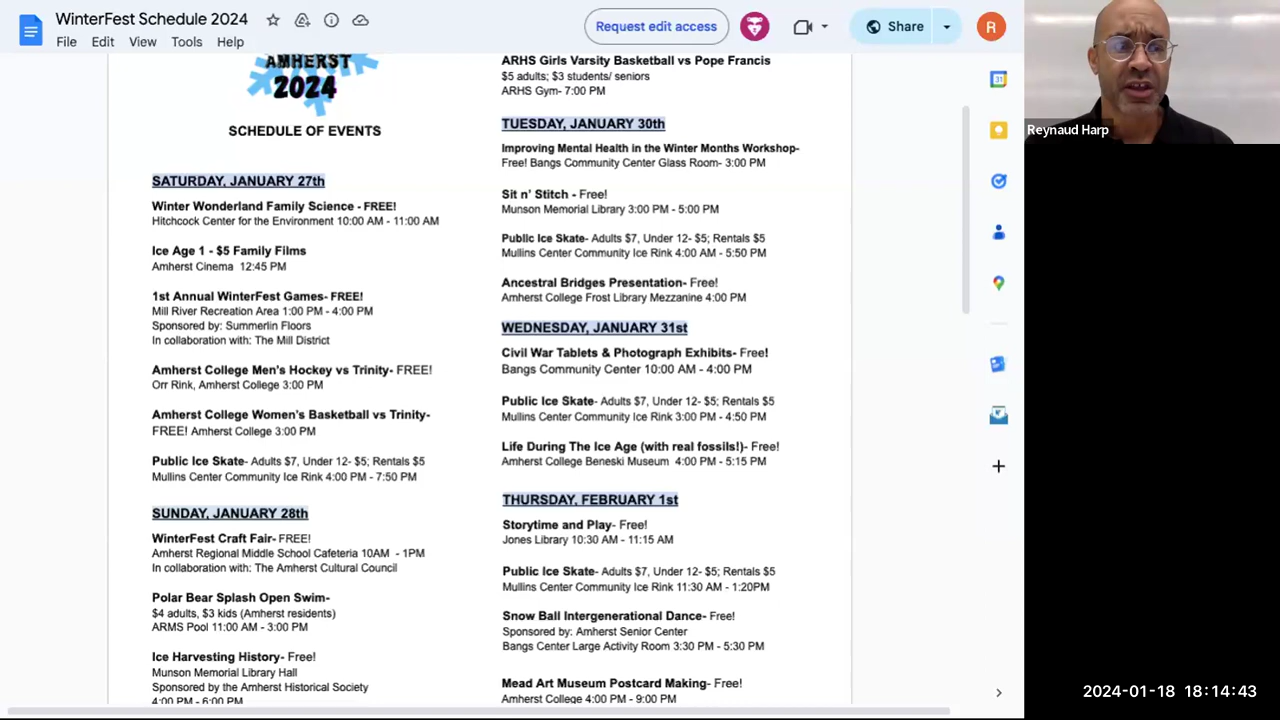 WinterFest Schedule 2024
File Edit View Tools Help
Request edit access
Share
R
AMHERST
2024
SCHEDULE OF EVENTS
SATURDAY, JANUARY 27th
Winter Wonderland Family Science - FREE!
Hitchcock Center for the Environment 10:00 AM - 11:00 AM
Ice Age 1 - $5 Family Films
Amherst Cinema 12:45 PM
1st Annual WinterFest Games- FREE!
Mill River Recreation Area 1:00 PM - 4:00 PM
Sponsored by: Summerlin Floors
In collaboration with: The Mill District
Amherst College Men's Hockey vs Trinity- FREE!
Orr Rink, Amherst College 3:00 PM
Amherst College Women's Basketball vs Trinity-
FREE! Amherst College 3:00 PM
Public Ice Skate- Adults $7, Under 12- $5; Rentals $5
Mullins Center Community Ice Rink 4:00 PM - 7:50 PM
SUNDAY, JANUARY 28th
WinterFest Craft Fair- FREE!
Amherst Regional Middle School Cafeteria 10AM - 1PM
In collaboration with: The Amherst Cultural Council
Polar Bear Splash Open Swim-
$4 adults, $3 kids (Amherst residents)
ARMS Pool 11:00 AM - 3:00 PM
Ice Harvesting History- Free!
Munson Memorial Library Hall
Sponsored by the Amherst Historical Society
4:00 PM - 6:00 PM
ARHS Girls Varsity Basketball vs Pope Francis
$5 adults; $3 students/ seniors
ARHS Gym- 7:00 PM
TUESDAY, JANUARY 30th
Improving Mental Health in the Winter Months Workshop-
Free! Bangs Community Center Glass Room- 3:00 PM
Sit n' Stitch - Free!
Munson Memorial Library 3:00 PM - 5:00 PM
Public Ice Skate- Adults $7, Under 12- $5; Rentals $5
Mullins Center Community Ice Rink 4:00 AM - 5:50 PM
Ancestral Bridges Presentation- Free!
Amherst College Frost Library Mezzanine 4:00 PM
WEDNESDAY, JANUARY 31st
Civil War Tablets & Photograph Exhibits- Free!
Bangs Community Center 10:00 AM - 4:00 PM
Public Ice Skate- Adults $7, Under 12- $5; Rentals $5
Mullins Center Community Ice Rink 3:00 PM - 4:50 PM
Life During The Ice Age (with real fossils!)- Free!
Amherst College Beneski Museum 4:00 PM - 5:15 PM
THURSDAY, FEBRUARY 1st
Storytime and Play- Free!
Jones Library 10:30 AM - 11:15 AM
Public Ice Skate- Adults $7, Under 12- $5; Rentals $5
Mullins Center Community Ice Rink 11:30 AM - 1:20PM
Snow Ball Intergenerational Dance- Free!
Sponsored by: Amherst Senior Center
Bangs Center Large Activity Room 3:30 PM - 5:30 PM
Mead Art Museum Postcard Making- Free!
Amherst College 4:00 PM - 9:00 PM
31
Reynaud Harp
2024-01-18 18:14:43